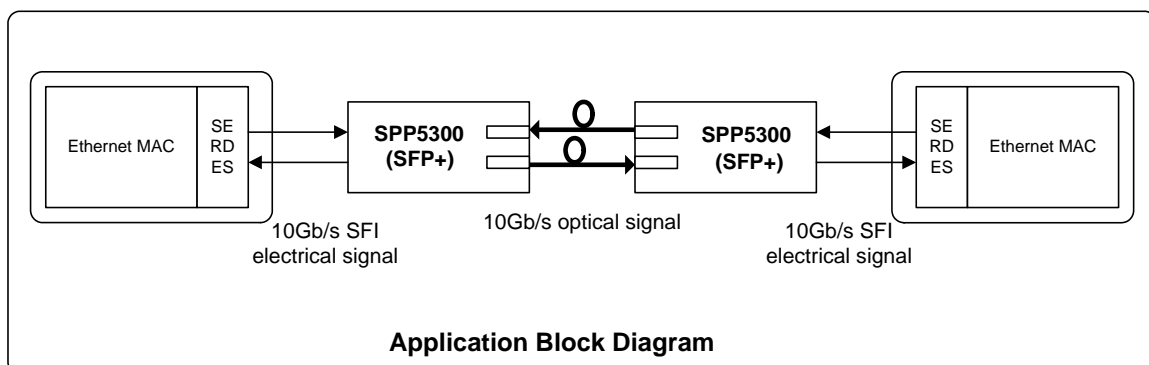 Ethernet MAC
SE
RD
ES
SPP5300
(SFP+)
SPP5300
(SFP+)
SE
RD
ES
Ethernet MAC
10Gb/s SFI
electrical signal
10Gb/s optical signal
10Gb/s SFI
electrical signal
Application Block Diagram